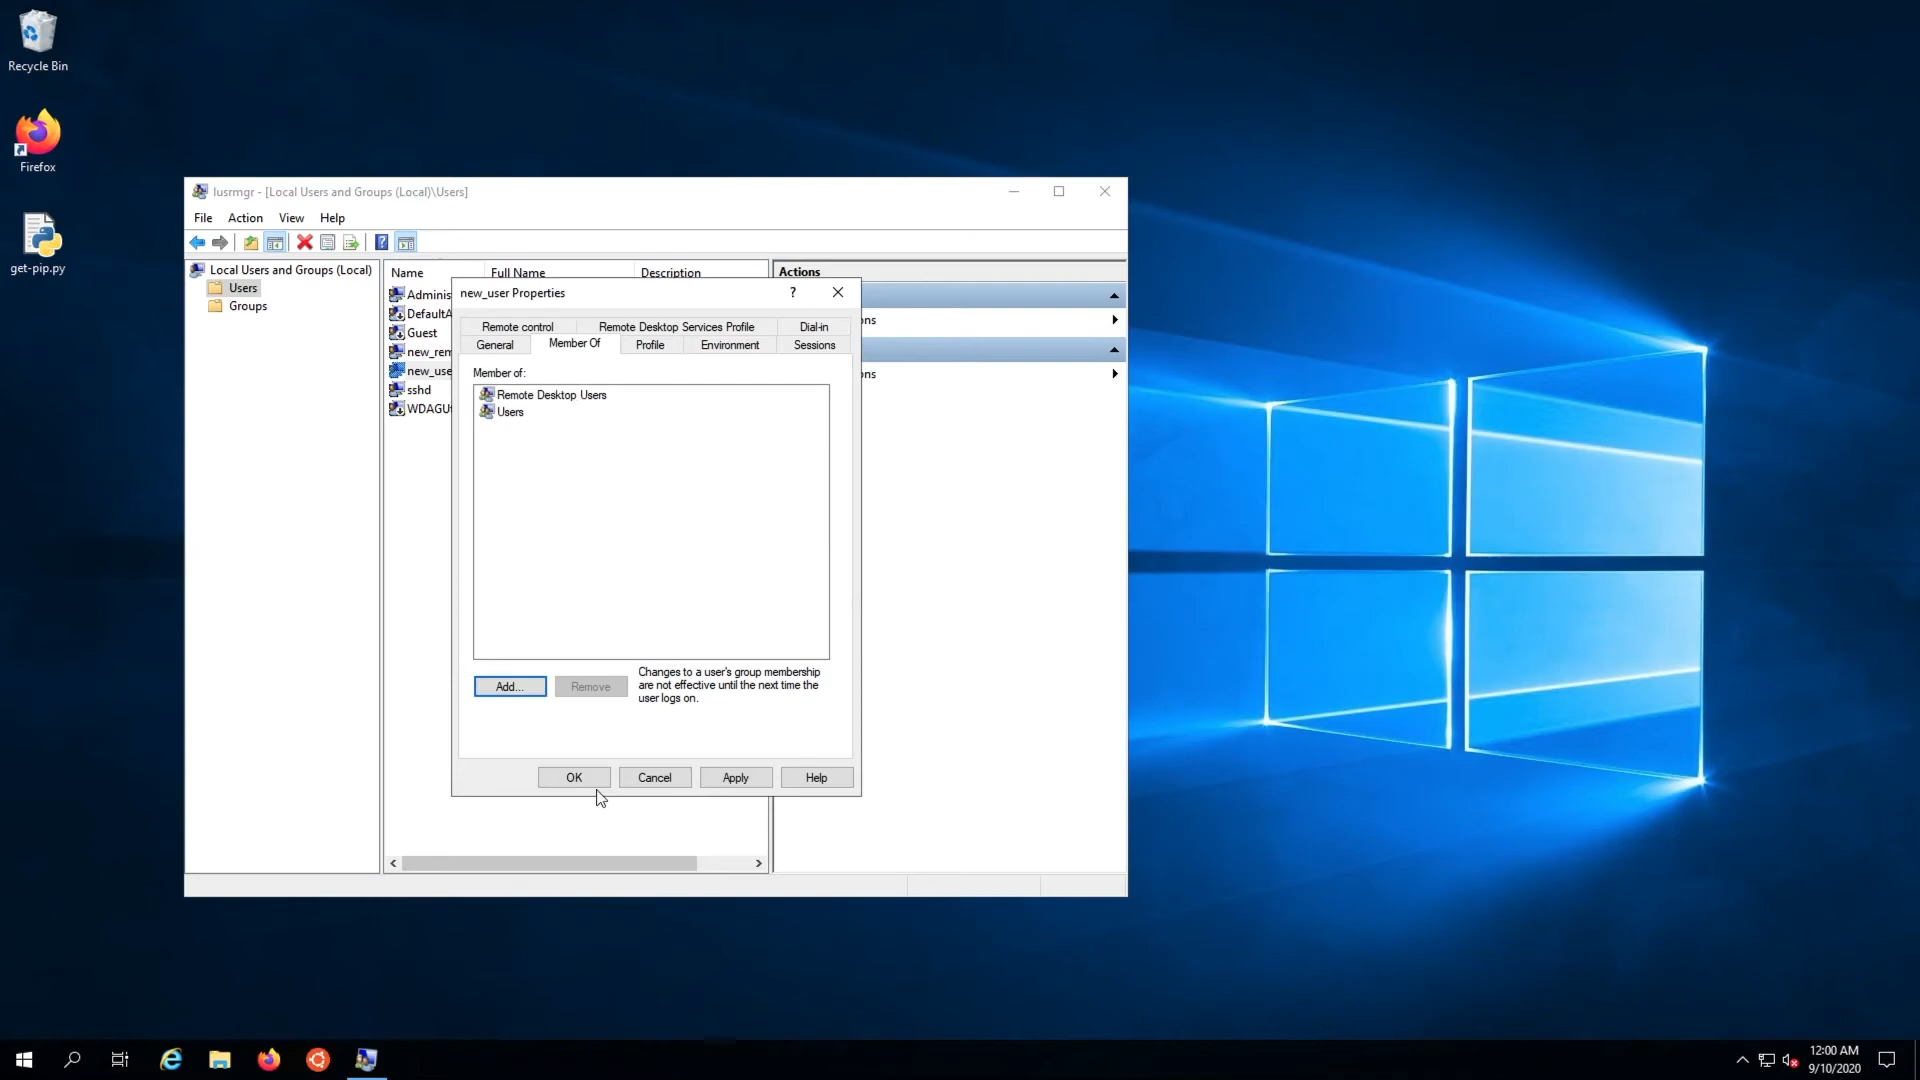 Recycle Bin
Firefox
get-pip.py
lusrmgr - [Local Users and Groups (Local)\Users]
File Action View Help
Local Users and Groups (Local)
Users
Groups
Name Full Name Description
Adminis
DefaultA
Guest
new_rem
new_use
sshd
WDAGUt
Actions
ns
ns
new_user Properties
Remote control Remote Desktop Services Profile Dial-in
General Member Of Profile Environment Sessions
Member of:
Remote Desktop Users
Users
Add... Remove
Changes to a user's group membership
are not effective until the next time the
user logs on.
OK Cancel Apply Help
12:00 AM
9/10/2020